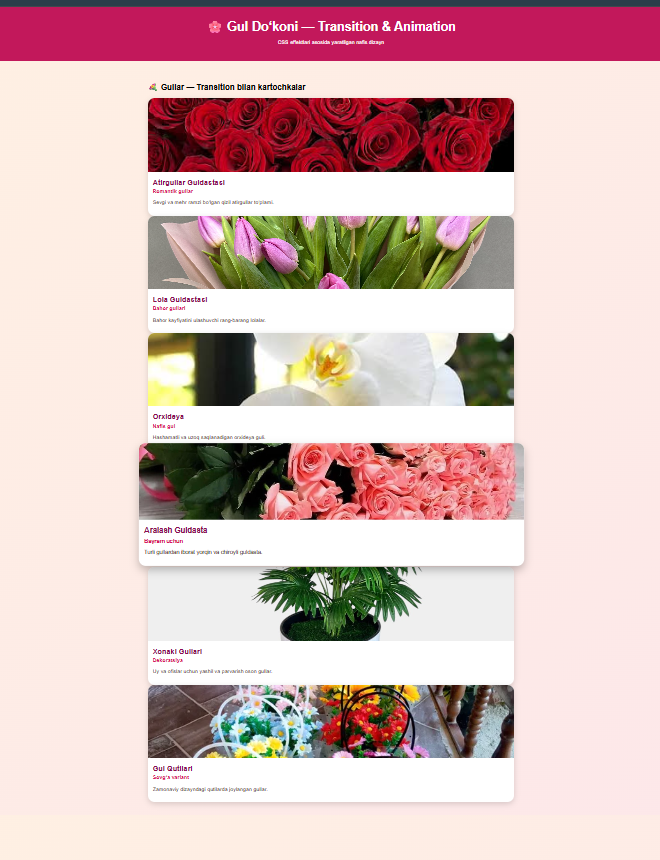 🌸 Gul Do‘koni — Transition & Animation
CSS effektlari asosida yaratilgan nafis dizayn
💐 Gullar — Transition bilan kartochkalar
Atirgullar Guldastasi
Romantik gullar
Sevgi va mehr ramzi bo‘lgan qizil atirgullar to‘plami.
Lola Guldastasi
Bahor gullari
Bahor kayfiyatini ulashuvchi rang-barang lolalar.
Orxideya
Nafis gul
Hashamatli va uzoq saqlanadigan orxideya guli.
Aralash Guldasta
Bayram uchun
Turli gullardan iborat yorqin va chiroyli guldasta.
Xonaki Gullari
Dekoratsiya
Uy va ofislar uchun yashil va parvarish oson gullar.
Gul Qutilari
Sovg‘a variant
Zamonaviy dizayndagi qutilarda joylangan gullar.